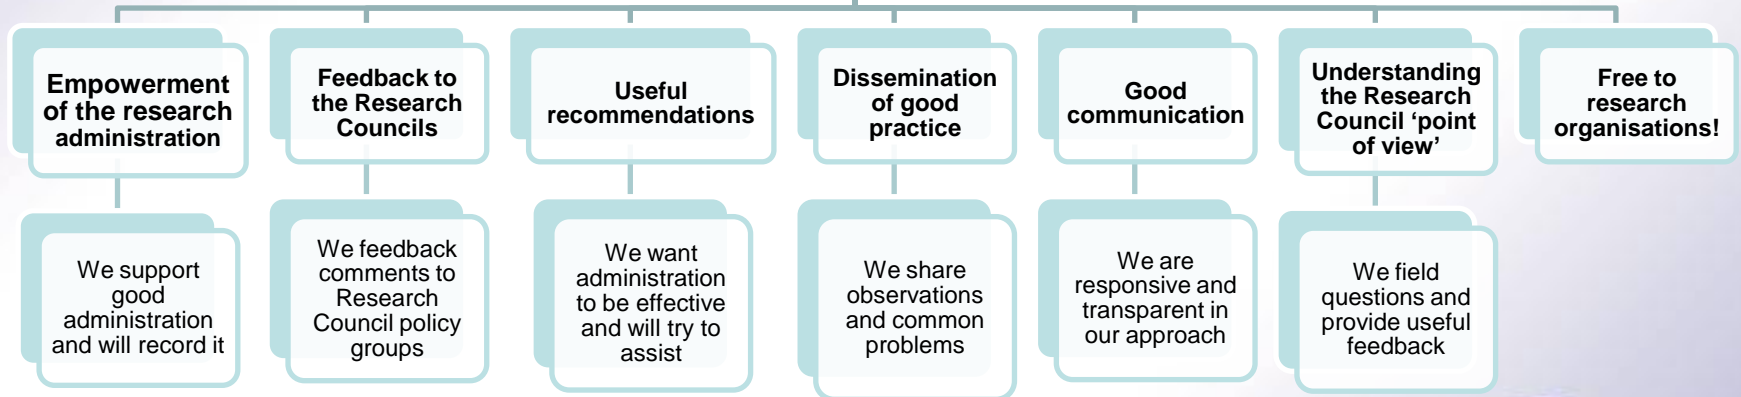 Empowerment
of the research
administration
Feedback to
the Research
Councils
Useful
recommendations
Dissemination
of good
practice
Good
communication
Understanding
the Research
Council ‘point
of view’
Free to
research
organisations!
We support
good
administration
and will record it
We feedback
comments to
Research
Council policy
groups
We want
administration
to be effective
and will try to
assist
We share
observations
and common
problems
We are
responsive and
transparent in
our approach
We field
questions and
provide useful
feedback